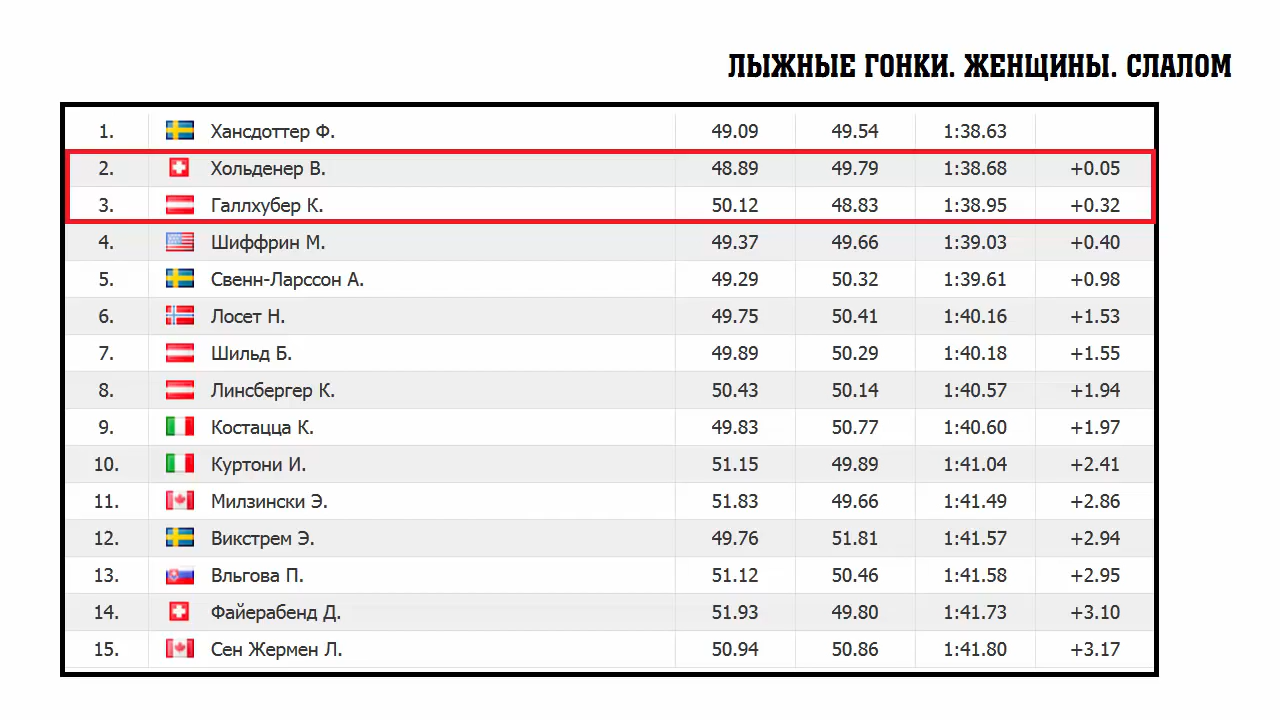 ЛЫЖНЫЕ ГОНКИ. ЖЕНЩИНЫ. СЛАЛОМ
1. Хансдоттер Ф. 49.09 49.54 1:38.63
2. Хольденер В. 48.89 49.79 1:38.68 +0.05
3. Галлхубер К. 50.12 48.83 1:38.95 +0.32
4. Шиффрин М. 49.37 49.66 1:39.03 +0.40
5. Свенн-Ларссон А. 49.29 50.32 1:39.61 +0.98
6. Лосет Н. 49.75 50.41 1:40.16 +1.53
7. Шильд Б. 49.89 50.29 1:40.18 +1.55
8. Линсбергер К. 50.43 50.14 1:40.57 +1.94
9. Костацца К. 49.83 50.77 1:40.60 +1.97
10. Куртони И. 51.15 49.89 1:41.04 +2.41
11. Милзински Э. 51.83 49.66 1:41.49 +2.86
12. Викстрем Э. 49.76 51.81 1:41.57 +2.94
13. Вльгова П. 51.12 50.46 1:41.58 +2.95
14. Файерабенд Д. 51.93 49.80 1:41.73 +3.10
15. Сен Жермен Л. 50.94 50.86 1:41.80 +3.17